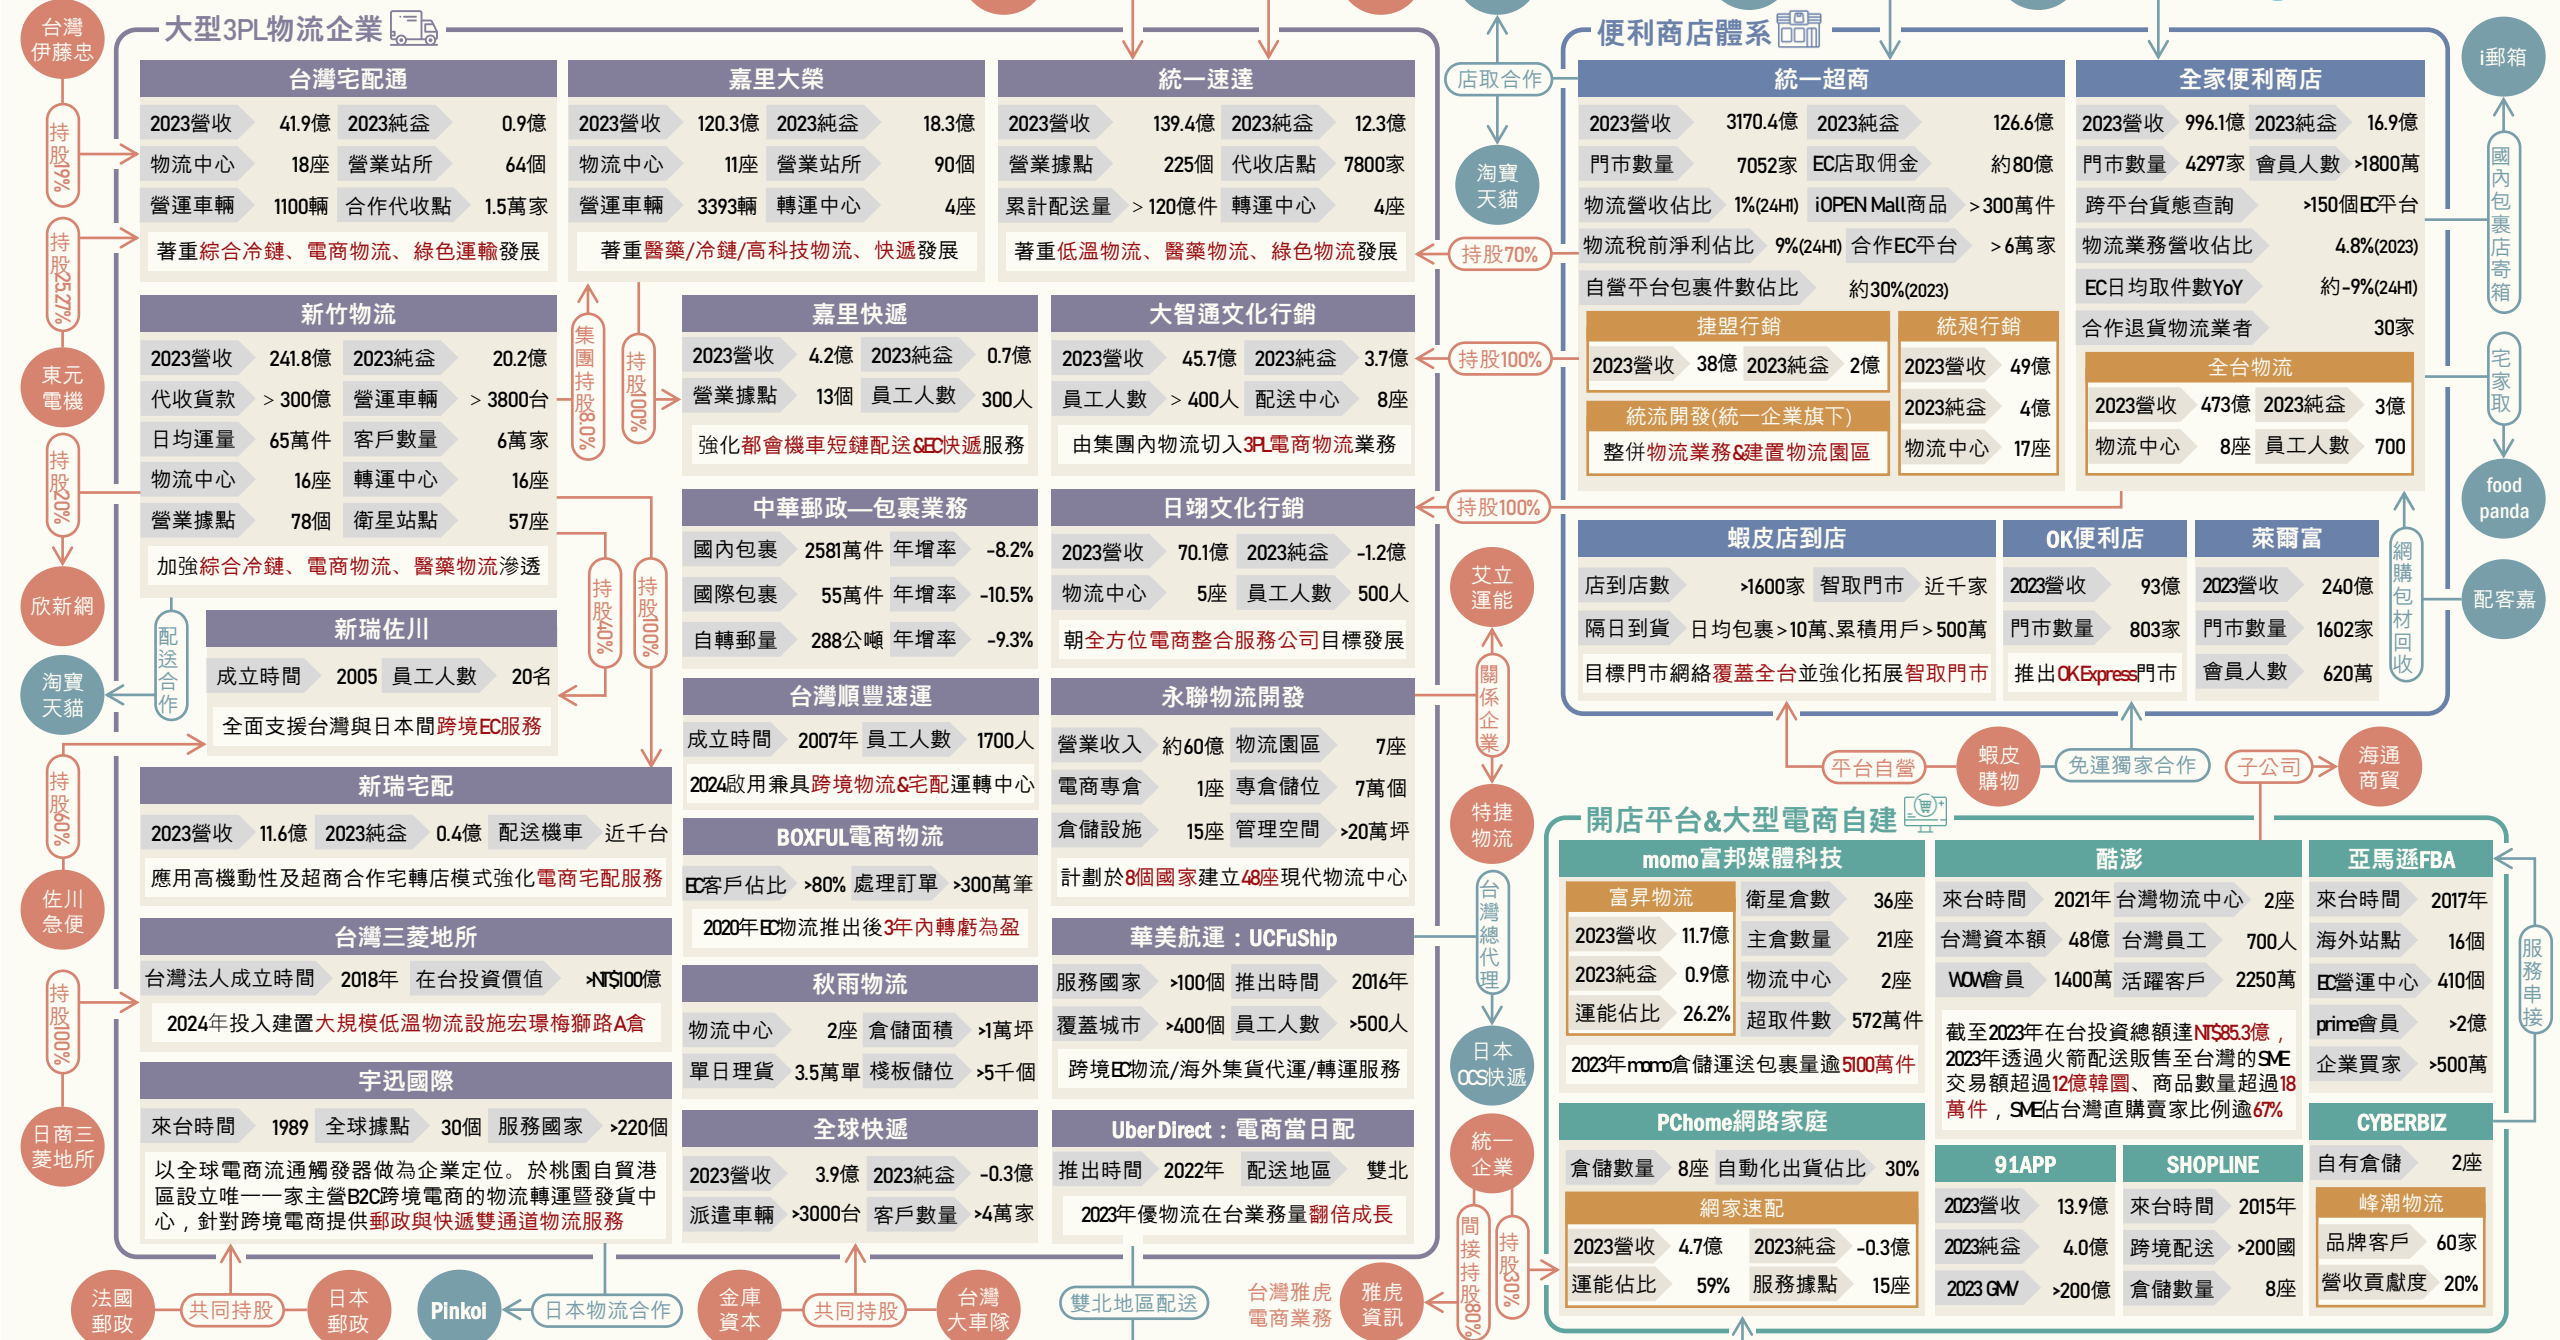 台灣
伊藤忠
持股19%
持股25.2%
東元
電機
持股20%
欣新網
配送合作
淘寶
天貓
持股60%
佐川
急便
持股100%
日商三
菱地所
大型3PL物流企業
台灣宅配通
2023營收 41.9億 2023純益 0.9億
物流中心 18座 營業站所 64個
營運車輛 1100輛 合作代收點 1.5萬家
著重綜合冷鏈、電商物流、綠色運輸發展
嘉里大榮
2023營收 120.3億 2023純益 18.3億
物流中心 11座 營業站所 90個
營運車輛 3393輛 轉運中心 4座
著重醫藥/冷鏈/高科技物流、快遞發展
統一速達
2023營收 139.4億 2023純益 12.3億
營業據點 225個 代收店點 7800家
累計配送量 >120億件 轉運中心 4座
著重低溫物流、醫藥物流、綠色物流發展
新竹物流
2023營收 241.8億 2023純益 20.2億
代收貨款 >300億 營運車輛 >3800台
日均運量 65萬件 客戶數量 6萬家
物流中心 16座 轉運中心 16座
營業據點 78個 衛星站點 57座
加強綜合冷鏈、電商物流、醫藥物流滲透
集團持股8.0%
持股100%
持股40%
持股100%
嘉里快遞
2023營收 4.2億 2023純益 0.7億
營業據點 13個 員工人數 300人
強化都會機車短鏈配送&EC快遞服務
大智通文化行銷
2023營收 45.7億 2023純益 3.7億
員工人數 >400人 配送中心 8座
由集團內物流切入3PL電商物流業務
中華郵政—包裹業務
國內包裹 2581萬件 年增率 -8.2%
國際包裹 55萬件 年增率 -10.5%
自轉郵量 288公噸 年增率 -9.3%
日翊文化行銷
2023營收 70.1億 2023純益 -1.2億
物流中心 5座 員工人數 500人
朝全方位電商整合服務公司目標發展
新瑞佐川
成立時間 2005 員工人數 20名
全面支援台灣與日本間跨境EC服務
台灣順豐速運
成立時間 2007年 員工人數 1700人
2024啟用兼具跨境物流&宅配運轉中心
永聯物流開發
營業收入 約60億 物流園區 7座
電商專倉 1座 專倉儲位 7萬個
倉儲設施 15座 管理空間 >20萬坪
計劃於8個國家建立48座現代物流中心
新瑞宅配
2023營收 11.6億 2023純益 0.4億 配送機車 近千台
應用高機動性及超商合作宅轉店模式強化電商宅配服務
BOXFUL電商物流
EC客戶佔比 >80% 處理訂單 >300萬筆
2020年EC物流推出後3年內轉虧為盈
台灣三菱地所
台灣法人成立時間 2018年 在台投資價值 >NT$100億
2024年投入建置大規模低溫物流設施宏璟梅獅路A倉
秋雨物流
物流中心 2座 倉儲面積 >1萬坪
單日理貨 3.5萬單 棧板儲位 >5千個
華美航運：UCFuShip
服務國家 >100個 推出時間 2016年
覆蓋城市 >400個 員工人數 >500人
跨境EC物流/海外集貨代運/轉運服務
宇迅國際
來台時間 1989 全球據點 30個 服務國家 >220個
以全球電商流通觸發器做為企業定位。於桃園自貿港
區設立唯一一家主營B2C跨境電商的物流轉運暨發貨中
心，針對跨境電商提供郵政與快遞雙通道物流服務
全球快遞
2023營收 3.9億 2023純益 -0.3億
派遣車輛 >3000台 客戶數量 >4萬家
Uber Direct：電商當日配
推出時間 2022年 配送地區 雙北
2023年優物流在台業務量翻倍成長
法國
郵政
共同持股
日本
郵政
Pinkoi
日本物流合作
金庫
資本
共同持股
台灣
大車隊
雙北地區配送
台灣雅虎
電商業務
雅虎
資訊
店取合作
淘寶
天貓
持股70%
持股100%
持股100%
艾立
運能
關係企業
特捷
物流
台灣總代理
日本
OCS快遞
統一
企業
間接持股80%
持股30%
便利商店體系
統一超商
2023營收 3170.4億 2023純益 126.6億
門市數量 7052家 EC店取佣金 約80億
物流營收佔比 1%(24H1) iOPEN Mall商品 >300萬件
物流稅前淨利佔比 9%(24H1) 合作EC平台 >6萬家
自營平台包裹件數佔比 約30%(2023)
捷盟行銷
2023營收 38億 2023純益 2億
統流開發(統一企業旗下)
整併物流業務&建置物流園區
統昶行銷
2023營收 49億
2023純益 4億
物流中心 17座
全家便利商店
2023營收 996.1億 2023純益 16.9億
門市數量 4297家 會員人數 >1800萬
跨平台貨態查詢 >150個EC平台
物流業務營收佔比 4.8%(2023)
EC日均取件數YoY 約-9%(24H1)
合作退貨物流業者 30家
全台物流
2023營收 473億 2023純益 3億
物流中心 8座 員工人數 700
蝦皮店到店
店到店數 >1600家 智取門市 近千家
隔日到貨 日均包裹>10萬、累積用戶>500萬
目標門市網絡覆蓋全台並強化拓展智取門市
OK便利店
2023營收 93億
門市數量 803家
推出OK Express門市
萊爾富
2023營收 240億
門市數量 1602家
會員人數 620萬
i郵箱
國內包裹店寄箱
宅家取
food
panda
網購包材回收
配客嘉
平台自營
蝦皮
購物
免運獨家合作
子公司
海通
商貿
開店平台&大型電商自建
momo富邦媒體科技
富昇物流
2023營收 11.7億
2023純益 0.9億
運能佔比 26.2%
衛星倉數 36座
主倉數量 21座
物流中心 2座
超取件數 572萬件
2023年momo倉儲運送包裹量逾5100萬件
酷澎
來台時間 2021年 台灣物流中心 2座
台灣資本額 48億 台灣員工 700人
WOW會員 1400萬 活躍客戶 2250萬
截至2023年在台投資總額達NT$85.3億，
2023年透過火箭配送販售至台灣的SME
交易額超過12億韓圜、商品數量超過18
萬件，SME佔台灣直購賣家比例逾67%
亞馬遜FBA
來台時間 2017年
海外站點 16個
EC營運中心 410個
prime會員 >2億
企業買家 >500萬
服務串接
PChome網路家庭
倉儲數量 8座 自動化出貨佔比 30%
網家速配
2023營收 4.7億 2023純益 -0.3億
運能佔比 59% 服務據點 15座
91APP
2023營收 13.9億
2023純益 4.0億
2023 GMV >200億
SHOPLINE
來台時間 2015年
跨境配送 >200國
倉儲數量 8座
CYBERBIZ
自有倉儲 2座
峰潮物流
品牌客戶 60家
營收貢獻度 20%